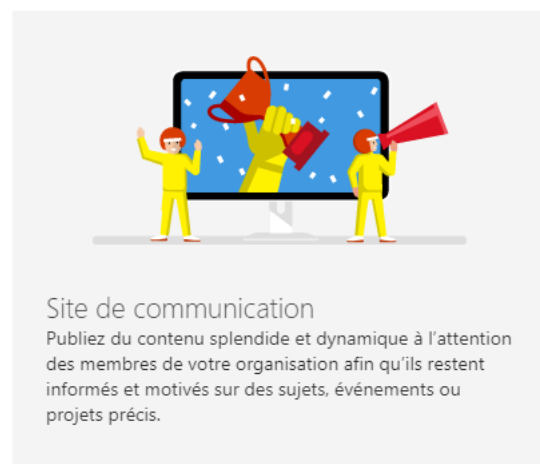 Site de communication
Publiez du contenu splendide et dynamique à l'attention
des membres de votre organisation afin qu'ils restent
informés et motivés sur des sujets, événements ou
projets précis.